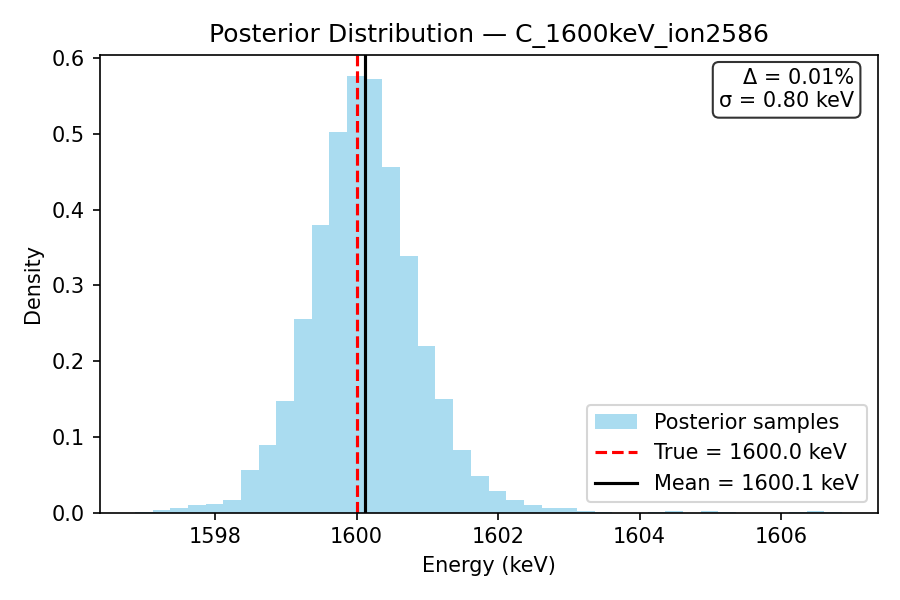 Posterior Distribution — C_1600keV_ion2586
Δ = 0.01%
σ = 0.80 keV
Density
0.6
0.5
0.4
0.3
0.2
0.1
0.0
Posterior samples
True = 1600.0 keV
Mean = 1600.1 keV
1598 1600 1602 1604 1606
Energy (keV)